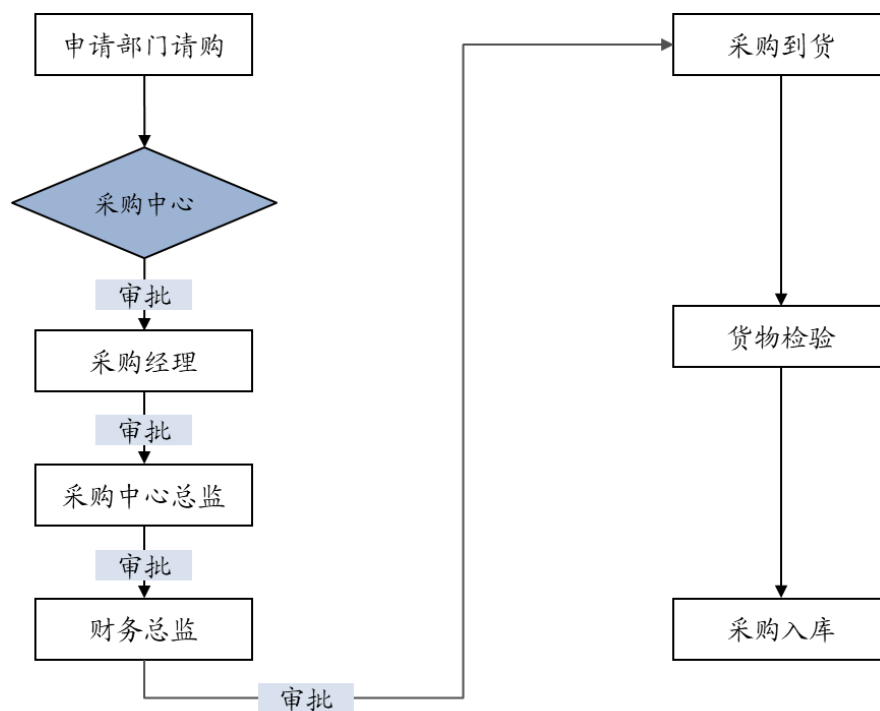 申请部门请购
采购中心
审批
采购经理
审批
采购中心总监
审批
财务总监
审批
采购到货
货物检验
采购入库